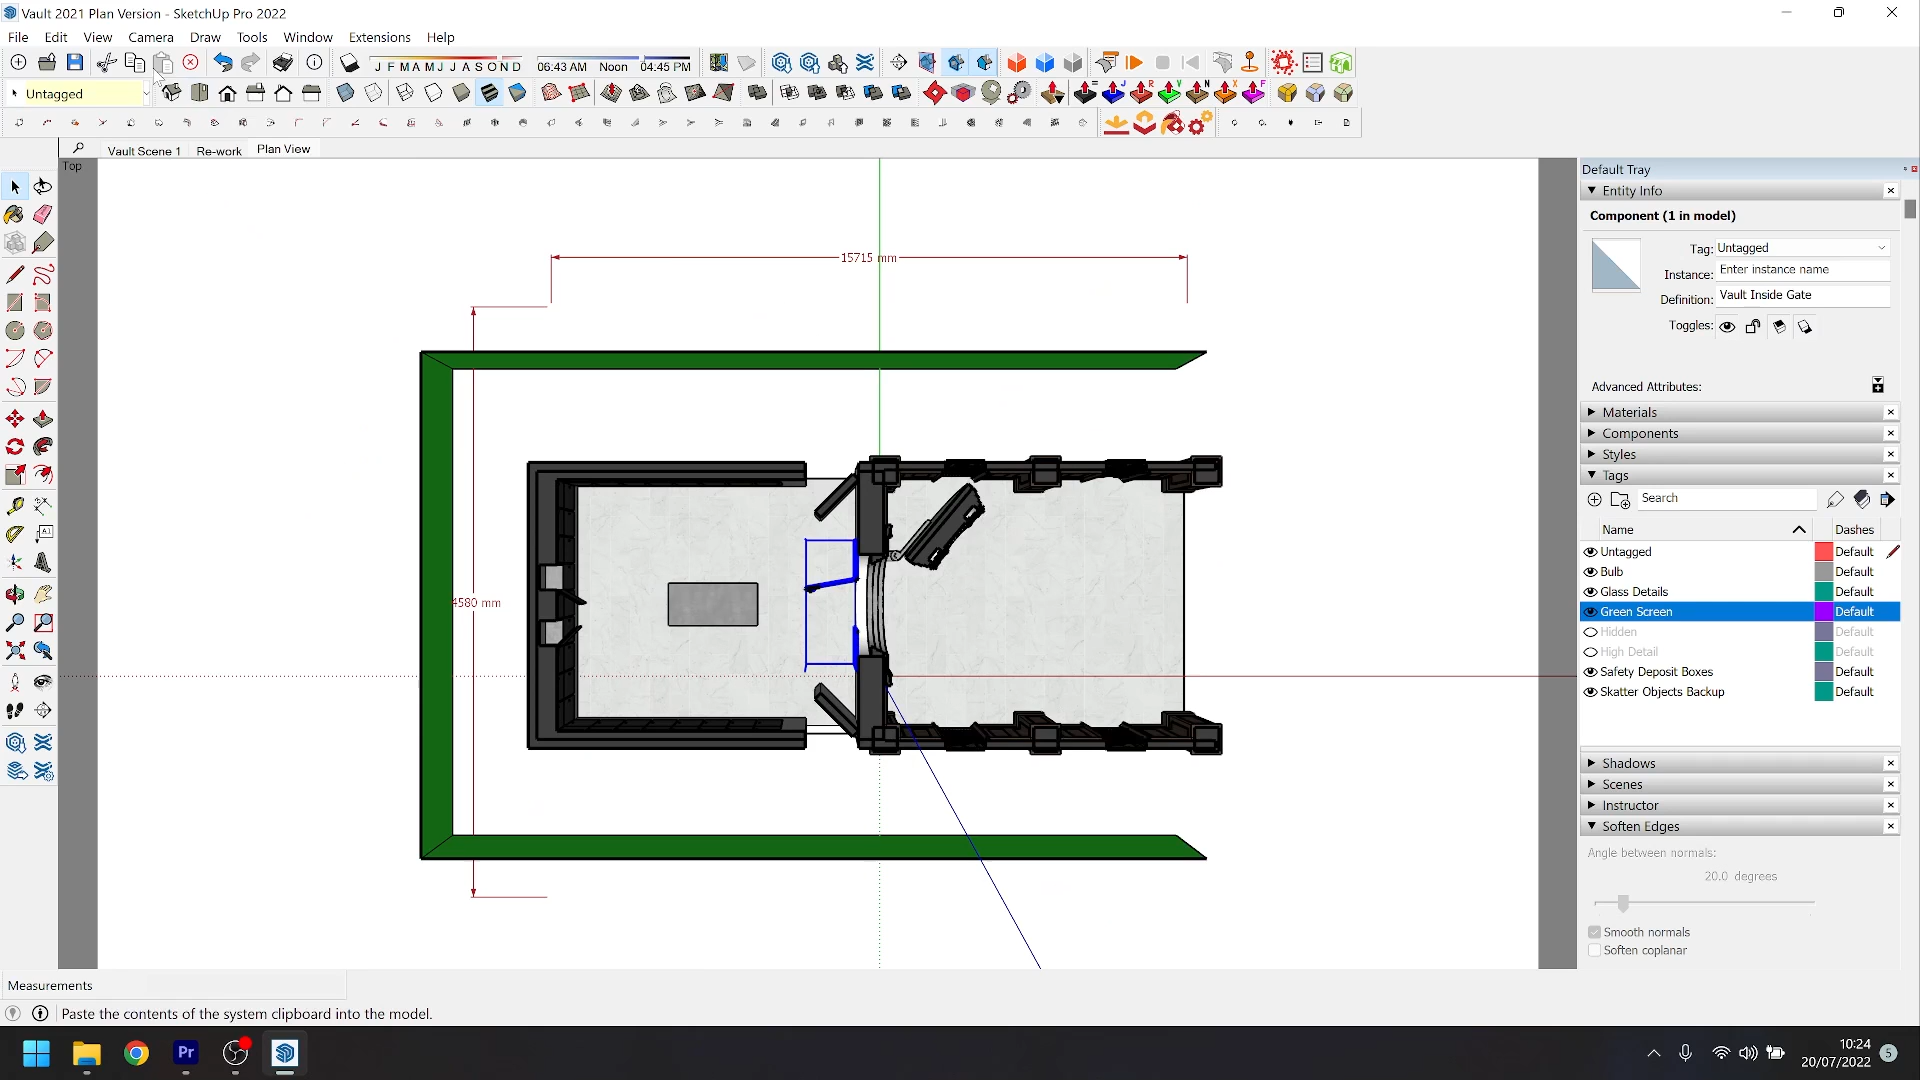 Vault 2021 Plan Version - SketchUp Pro 2022
File Edit View Camera Draw Tools Window Extensions Help
J F M A M J J A S O N D 06:43 AM Noon 04:45 PM
Untagged
Vault Scene 1 Re-work Plan View
Top
15715 mm
4580 mm
Default Tray
Entity Info
Component (1 in model)
Tag: Untagged
Instance: Enter instance name
Definition: Vault Inside Gate
Toggles:
Advanced Attributes:
Materials
Components
Styles
Tags
Search
Name Dashes
Untagged Default
Bulb Default
Glass Details Default
Green Screen Default
Hidden Default
High Detail Default
Safety Deposit Boxes Default
Skatter Objects Backup Default
Shadows
Scenes
Instructor
Soften Edges
Angle between normals:
20.0 degrees
Smooth normals
Soften coplanar
Measurements
Paste the contents of the system clipboard into the model.
Pr
10:24
20/07/2022 5